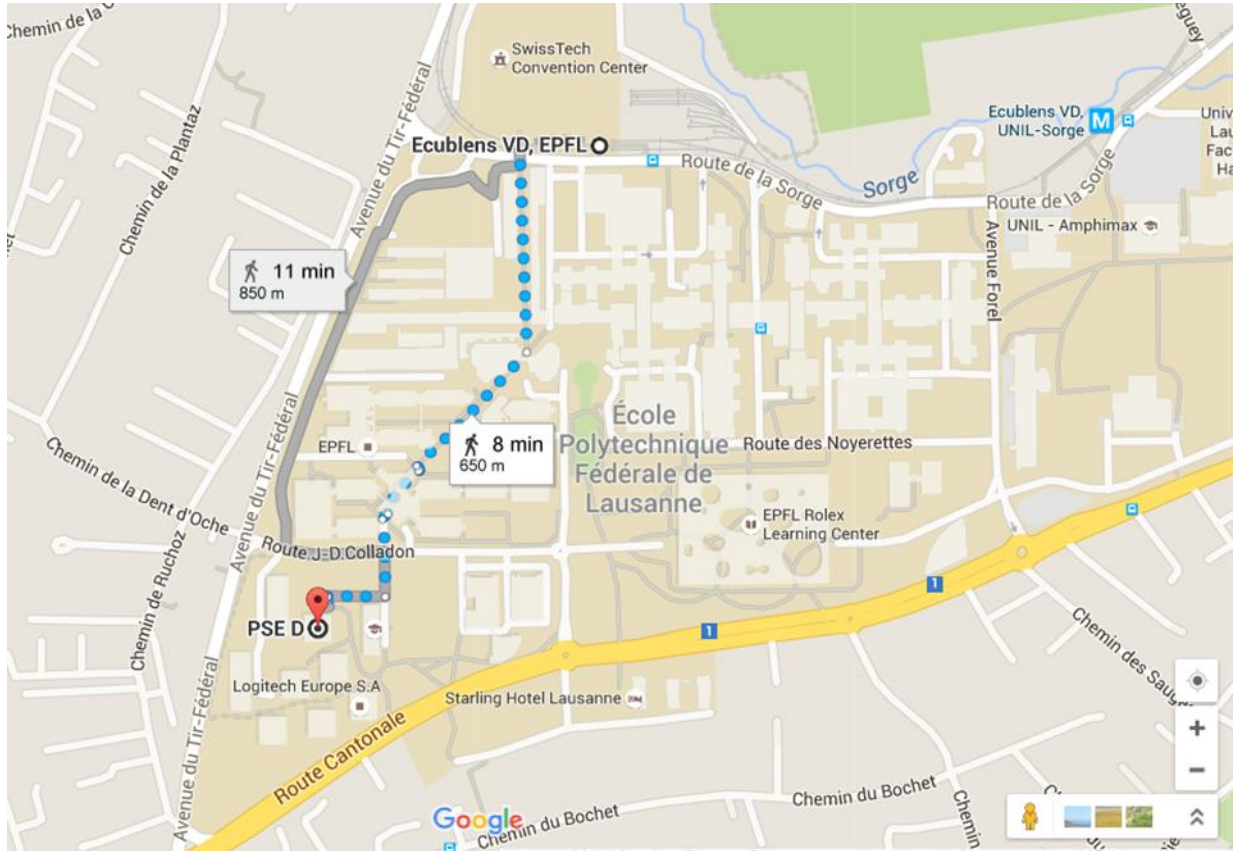 Chemin de la
Chemin de la Plantaz
Avenue du Tir-Fédéral
SwissTech
Convention Center
Ecublens VD, EPFL
Route de la Sorge
Sorge
Ecublens VD,
UNIL-Sorge
M
Route de la Sorge
UNIL - Amphimax
Avenue Forel
11 min
850 m
8 min
650 m
École
Polytechnique
Fédérale de
Lausanne
EPFL
Route des Noyerettes
EPFL Rolex
Learning Center
Avenue du Tir-Fédéral
Chemin de la Dent d'Oche
Route J-D.Colladon
Chemin de Ruchoz
PSE D
Logitech Europe S.A
Starling Hotel Lausanne
1
1
Route Cantonale
Avenue du Tir-Fédéral
Chemin du Bochet
Chemin du Bochet
Google
+
−